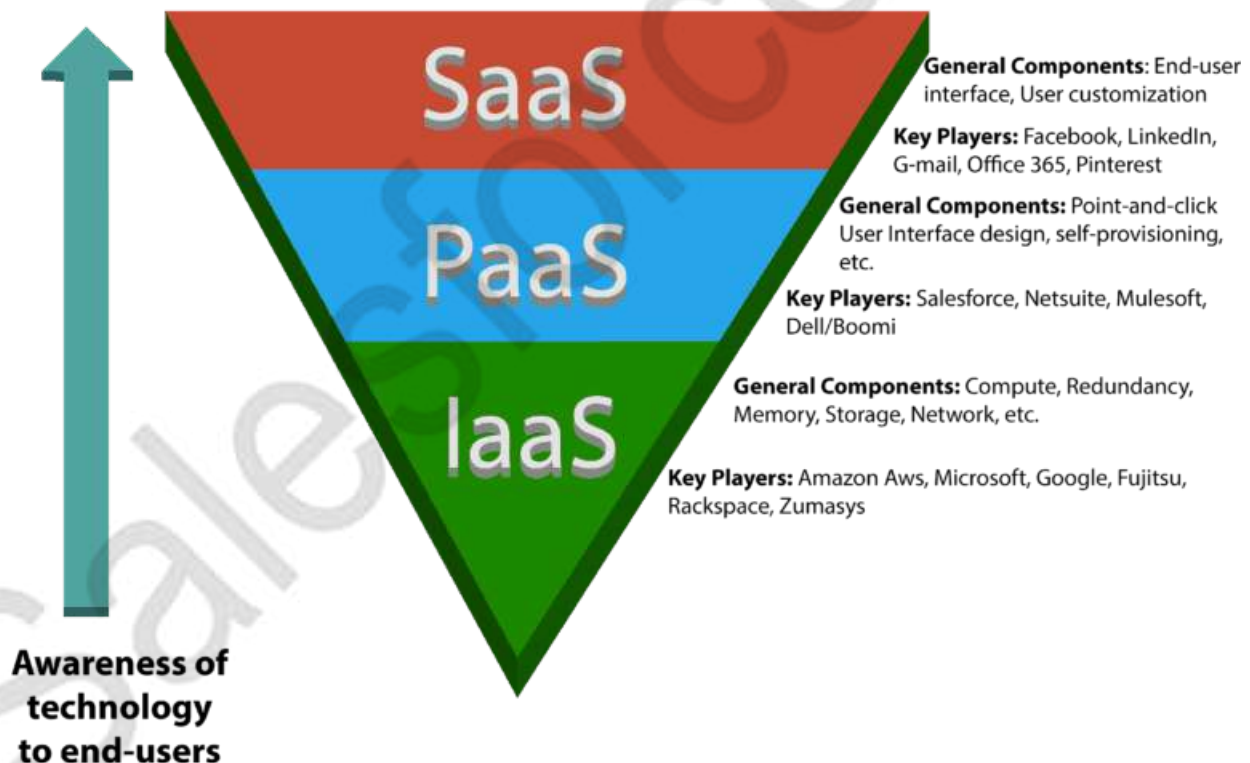 SaaS
General Components: End-user
interface, User customization
Key Players: Facebook, LinkedIn,
G-mail, Office 365, Pinterest
PaaS
General Components: Point-and-click
User Interface design, self-provisioning,
etc.
Key Players: Salesforce, Netsuite, Mulesoft,
Dell/Boomi
IaaS
General Components: Compute, Redundancy,
Memory, Storage, Network, etc.
Key Players: Amazon Aws, Microsoft, Google, Fujitsu,
Rackspace, Zumasys
Awareness of
technology
to end-users